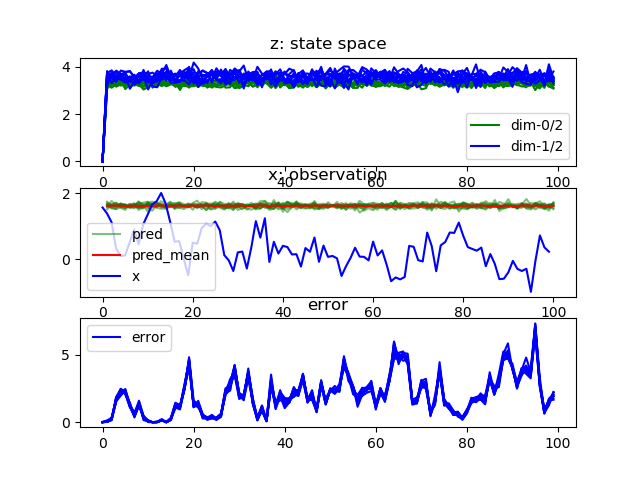 z: state space
4
2
0
dim-0/2
dim-1/2
0 20 40 60 80 100
x: observation
2
0
pred
pred_mean
x
0 20 40 60 80 100
error
5
0
error
0 20 40 60 80 100